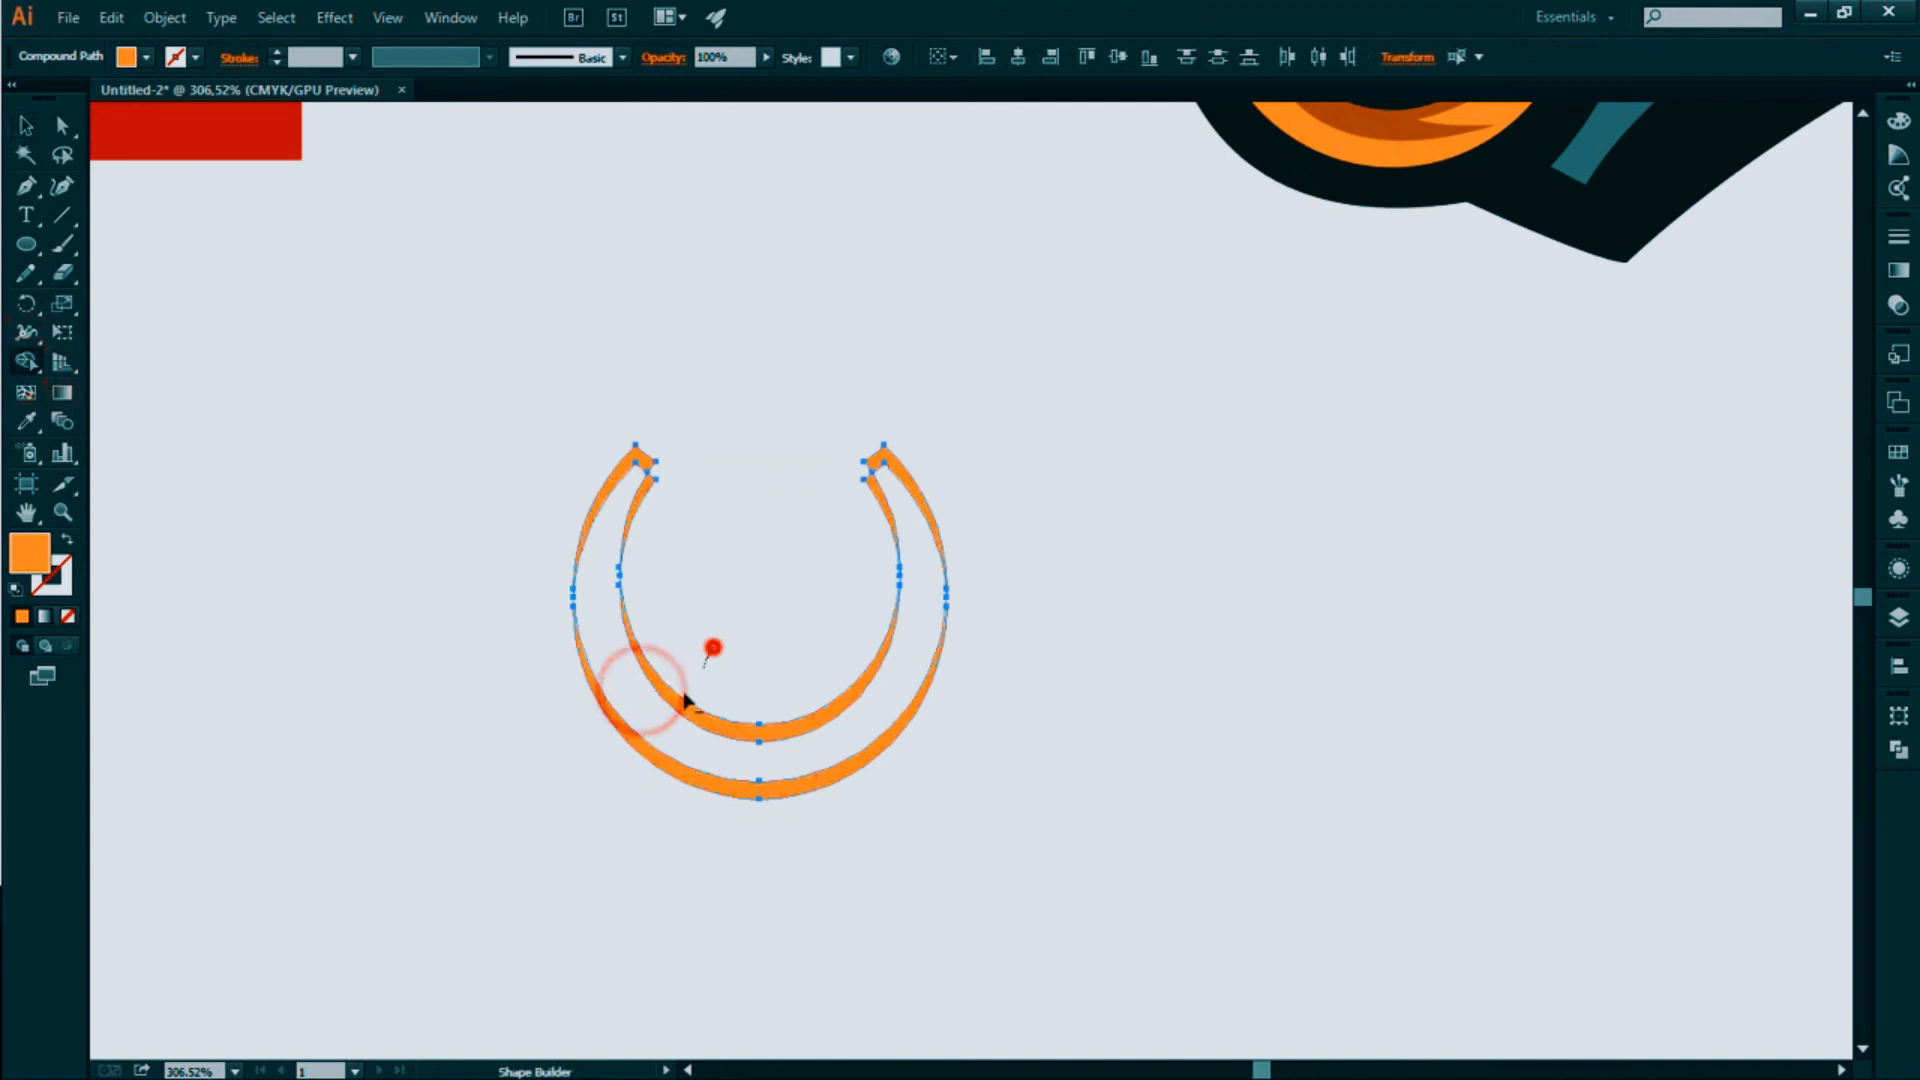 Ai File Edit Object Type Select Effect View Window Help Br St Essentials
Compound Path Stroke: Basic Opacity: 100% Style: Transform
Untitled-2* @ 306,52% (CMYK/GPU Preview) ×
T
306.52% 1 Shape Builder